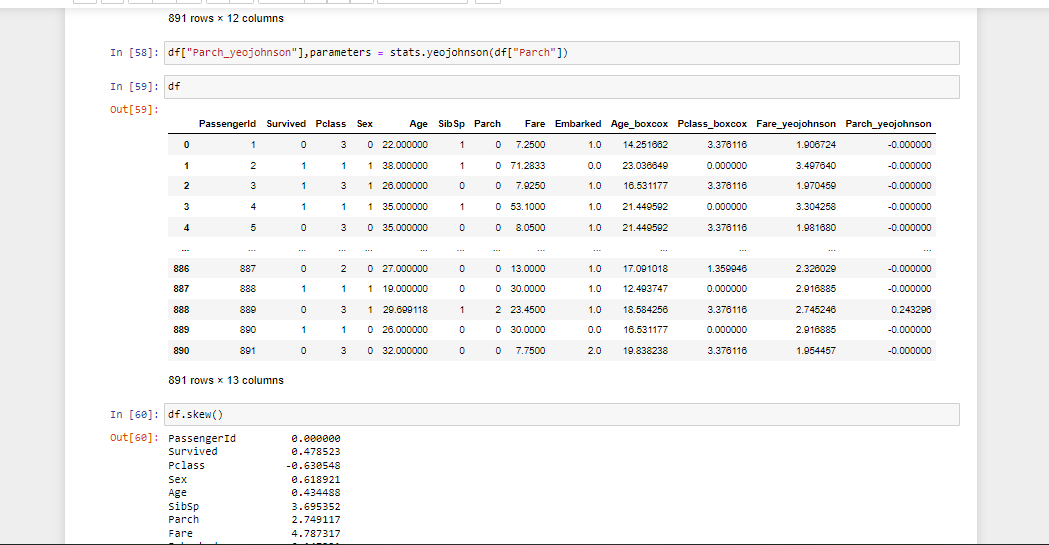 891 rows × 12 columns
In [58]: df["Parch_yeojohnson"],parameters = stats.yeojohnson(df["Parch"])
In [59]: df
Out[59]:
PassengerId Survived Pclass Sex Age SibSp Parch Fare Embarked Age_boxcox Pclass_boxcox Fare_yeojohnson Parch_yeojohnson
0 1 0 3 0 22.000000 1 0 7.2500 1.0 14.251662 3.376116 1.906724 -0.000000
1 2 1 1 1 38.000000 1 0 71.2833 0.0 23.036649 0.000000 3.497640 -0.000000
2 3 1 3 1 26.000000 0 0 7.9250 1.0 16.531177 3.376116 1.970459 -0.000000
3 4 1 1 1 35.000000 1 0 53.1000 1.0 21.449592 0.000000 3.304258 -0.000000
4 5 0 3 0 35.000000 0 0 8.0500 1.0 21.449592 3.376116 1.981680 -0.000000
... ... ... ... ... ... ... ... ... ... ... ... ... ...
886 887 0 2 0 27.000000 0 0 13.0000 1.0 17.091018 1.359946 2.326029 -0.000000
887 888 1 1 1 19.000000 0 0 30.0000 1.0 12.493747 0.000000 2.916885 -0.000000
888 889 0 3 1 29.699118 1 2 23.4500 1.0 18.584256 3.376116 2.745246 0.243296
889 890 1 1 0 26.000000 0 0 30.0000 0.0 16.531177 0.000000 2.916885 -0.000000
890 891 0 3 0 32.000000 0 0 7.7500 2.0 19.838238 3.376116 1.954457 -0.000000
891 rows × 13 columns
In [60]: df.skew()
Out[60]: PassengerId 0.000000
Survived 0.478523
Pclass -0.630548
Sex 0.618921
Age 0.434488
SibSp 3.695352
Parch 2.749117
Fare 4.787317